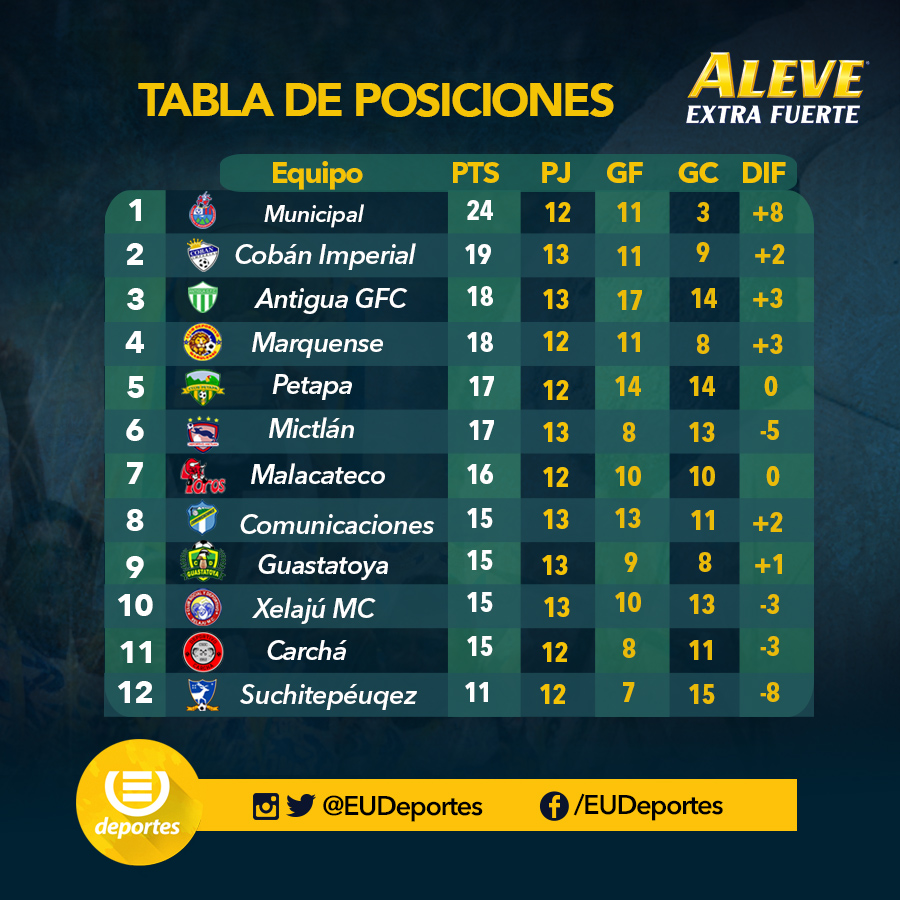 ALEVE
EXTRA FUERTE
TABLA DE POSICIONES
Equipo PTS PJ GF GC DIF
1 Municipal 24 12 11 3 +8
2 Cobán Imperial 19 13 11 9 +2
3 Antigua GFC 18 13 17 14 +3
4 Marquense 18 12 11 8 +3
5 Petapa 17 12 14 14 0
6 Mictlán 17 13 8 13 -5
7 Toros Malacateco 16 12 10 10 0
8 Comunicaciones 15 13 13 11 +2
9 GUASTATOYA Guastatoya 15 13 9 8 +1
10 Xelajú MC 15 13 10 13 -3
11 Carchá 15 12 8 11 -3
12 Suchitepéuqez 11 12 7 15 -8
deportes @EUDeportes /EUDeportes